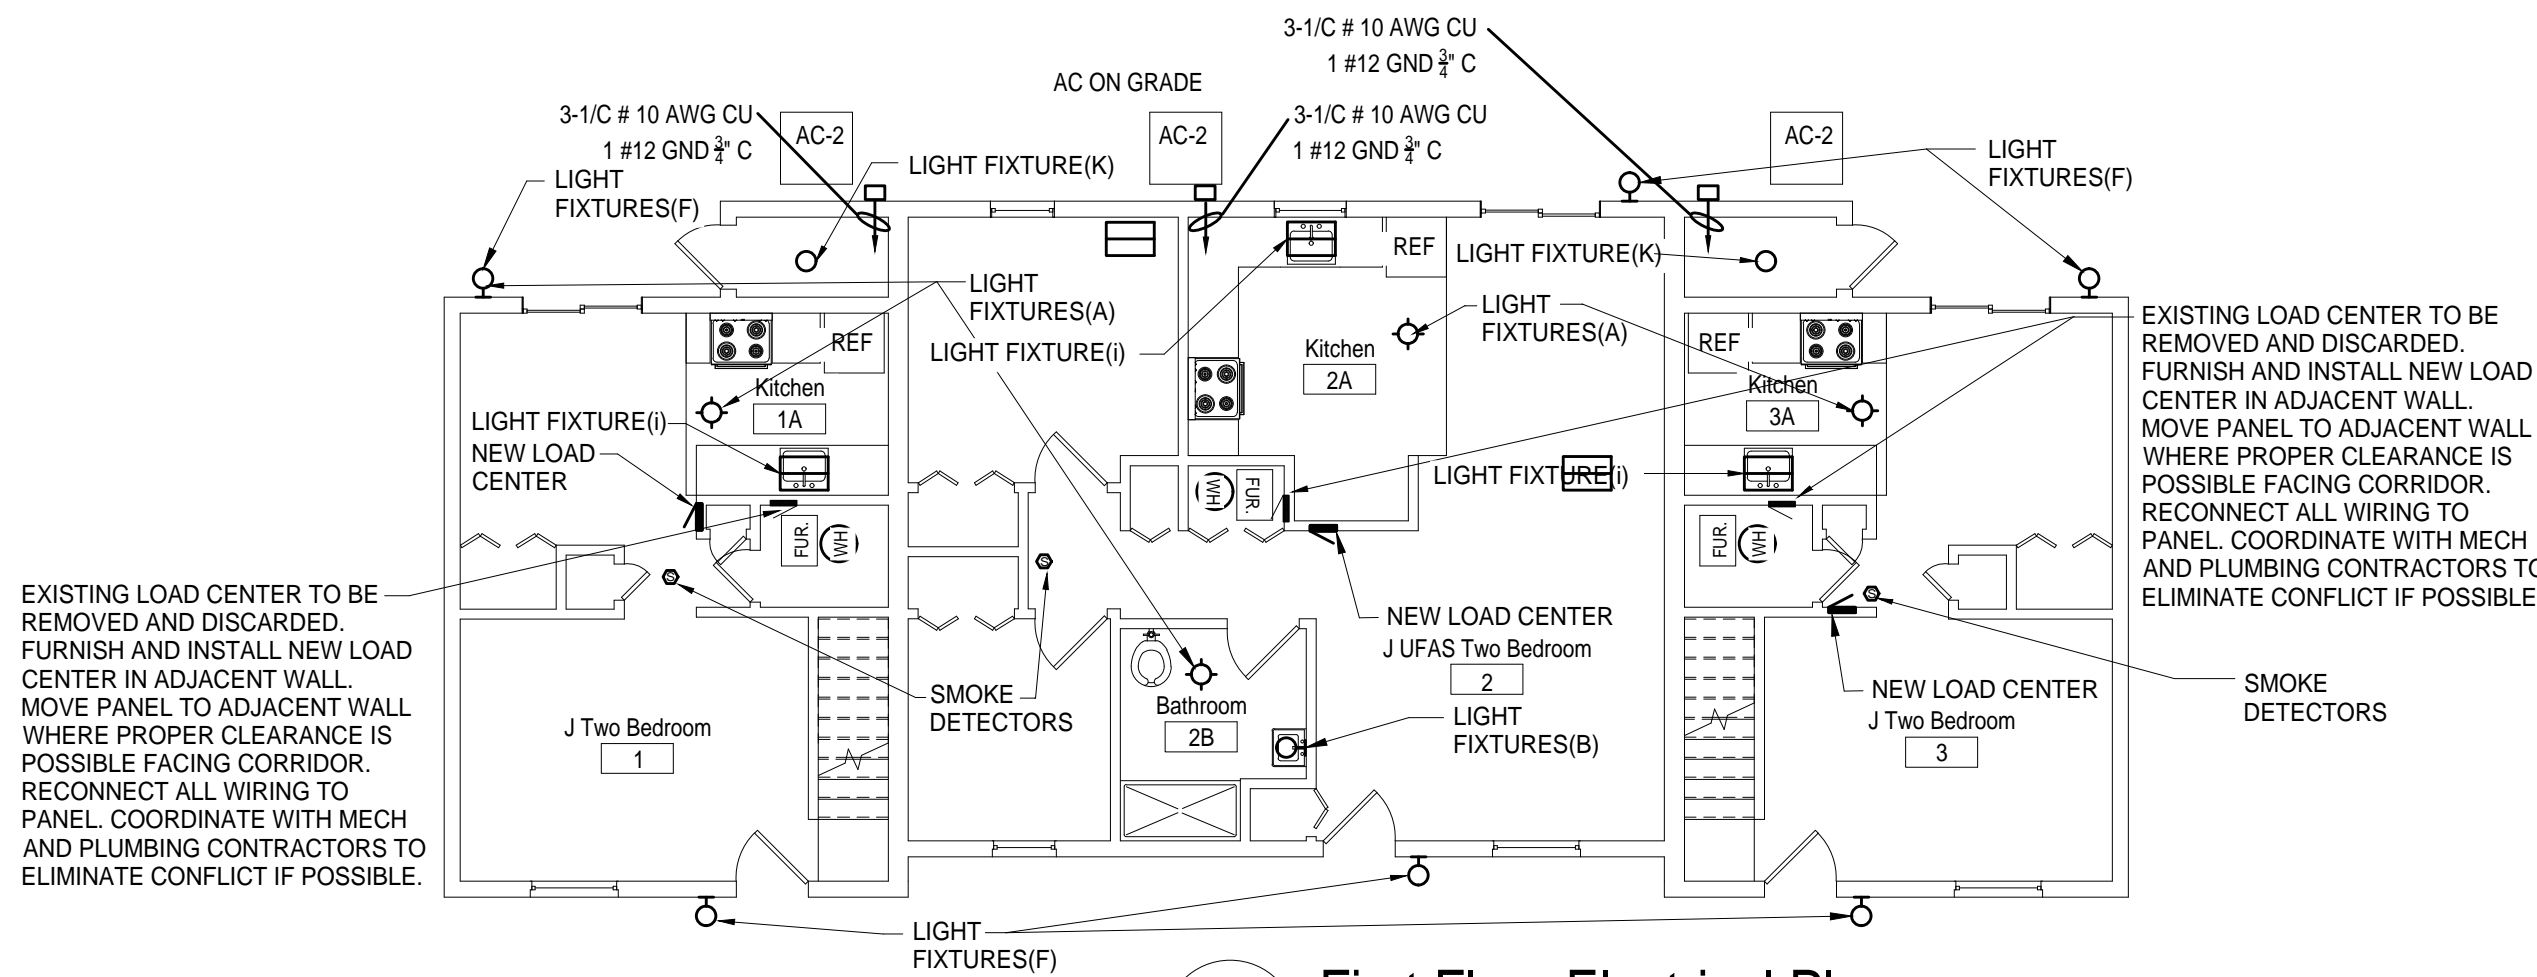 3-1/C # 10 AWG CU
1 #12 GND 3/4" C
AC ON GRADE
3-1/C # 10 AWG CU
1 #12 GND 3/4" C
AC-2
AC-2
3-1/C # 10 AWG CU
1 #12 GND 3/4" C
AC-2
LIGHT
FIXTURES(F)
LIGHT FIXTURE(K)
LIGHT
FIXTURES(F)
REF
LIGHT FIXTURE(K)
LIGHT
FIXTURES(A)
LIGHT FIXTURE(i)
LIGHT
FIXTURES(A)
REF
Kitchen
1A
Kitchen
2A
REF
Kitchen
3A
EXISTING LOAD CENTER TO BE
REMOVED AND DISCARDED.
FURNISH AND INSTALL NEW LOAD
CENTER IN ADJACENT WALL.
MOVE PANEL TO ADJACENT WALL
WHERE PROPER CLEARANCE IS
POSSIBLE FACING CORRIDOR.
RECONNECT ALL WIRING TO
PANEL. COORDINATE WITH MECH
AND PLUMBING CONTRACTORS TO
ELIMINATE CONFLICT IF POSSIBLE
LIGHT FIXTURE(i)
NEW LOAD
CENTER
LIGHT FIXTURE(i)
FUR.
WH
WH
FUR.
FUR.
WH
S
S
S
EXISTING LOAD CENTER TO BE
REMOVED AND DISCARDED.
FURNISH AND INSTALL NEW LOAD
CENTER IN ADJACENT WALL.
MOVE PANEL TO ADJACENT WALL
WHERE PROPER CLEARANCE IS
POSSIBLE FACING CORRIDOR.
RECONNECT ALL WIRING TO
PANEL. COORDINATE WITH MECH
AND PLUMBING CONTRACTORS TO
ELIMINATE CONFLICT IF POSSIBLE.
NEW LOAD CENTER
J UFAS Two Bedroom
2
SMOKE
DETECTORS
Bathroom
2B
LIGHT
FIXTURES(B)
NEW LOAD CENTER
J Two Bedroom
3
SMOKE
DETECTORS
J Two Bedroom
1
LIGHT
FIXTURES(F)
First Floor Electrical Pl